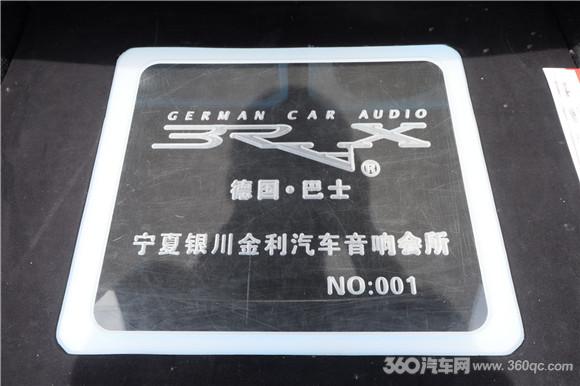 GERMAN CAR AUDIO
BRAX®
德国·巴士
宁夏银川金利汽车音响会所
NO:001
360汽车网 www.360qc.com